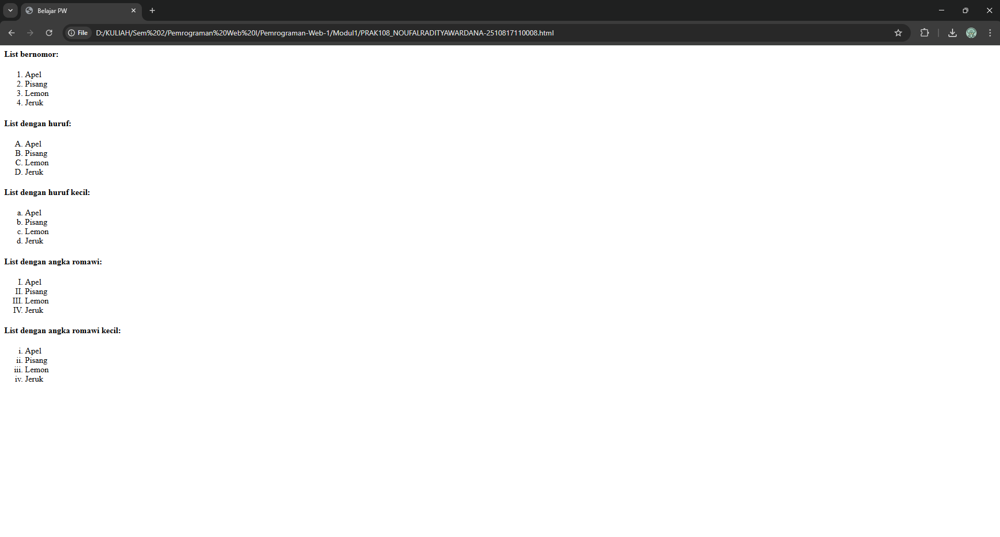 Belajar PW
File D:/KULIAH/Sem%202/Pemrograman%20Web%20I/Pemrograman-Web-1/Modul1/PRAK108_NOUFALRADITYAWARDANA-2510817110008.html
List bernomor:
1. Apel
2. Pisang
3. Lemon
4. Jeruk
List dengan huruf:
A. Apel
B. Pisang
C. Lemon
D. Jeruk
List dengan huruf kecil:
a. Apel
b. Pisang
c. Lemon
d. Jeruk
List dengan angka romawi:
I. Apel
II. Pisang
III. Lemon
IV. Jeruk
List dengan angka romawi kecil:
i. Apel
ii. Pisang
iii. Lemon
iv. Jeruk